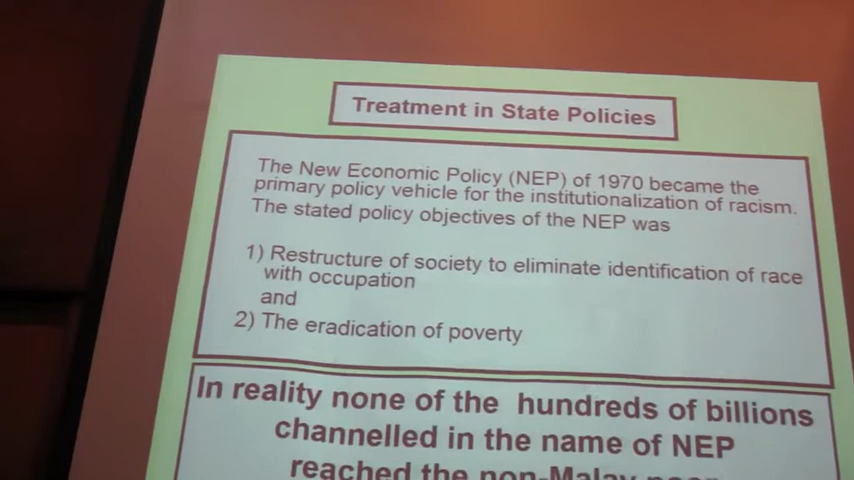 Treatment in State Policies
The New Economic Policy (NEP) of 1970 became the
primary policy vehicle for the institutionalization of racism.
The stated policy objectives of the NEP was
1) Restructure of society to eliminate identification of race
with occupation
and
2) The eradication of poverty
In reality none of the hundreds of billions
channelled in the name of NEP
reached the non-Malay poor